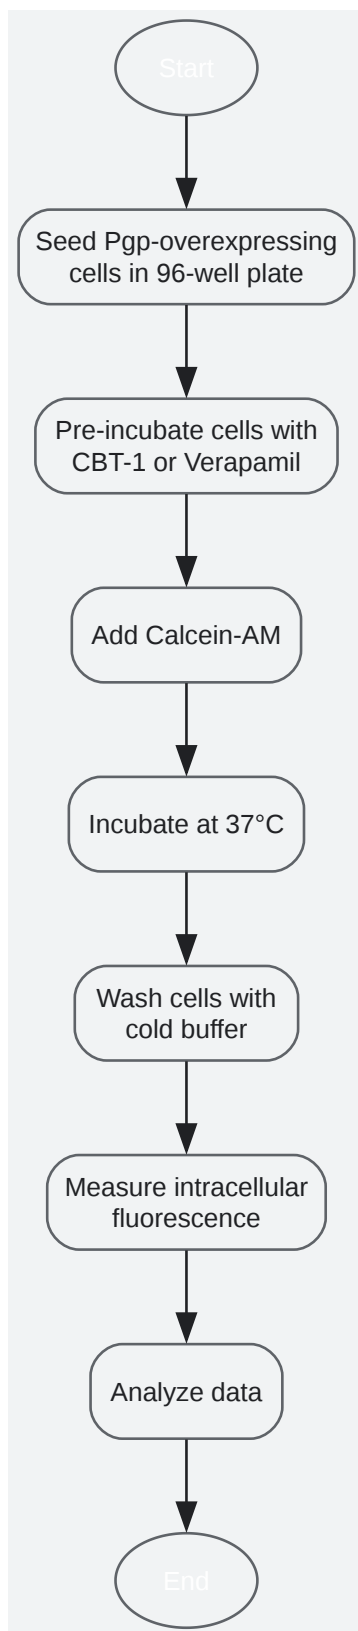 Start
Seed Pgp-overexpressing
cells in 96-well plate
Pre-incubate cells with
CBT-1 or Verapamil
Add Calcein-AM
Incubate at 37°C
Wash cells with
cold buffer
Measure intracellular
fluorescence
Analyze data
End